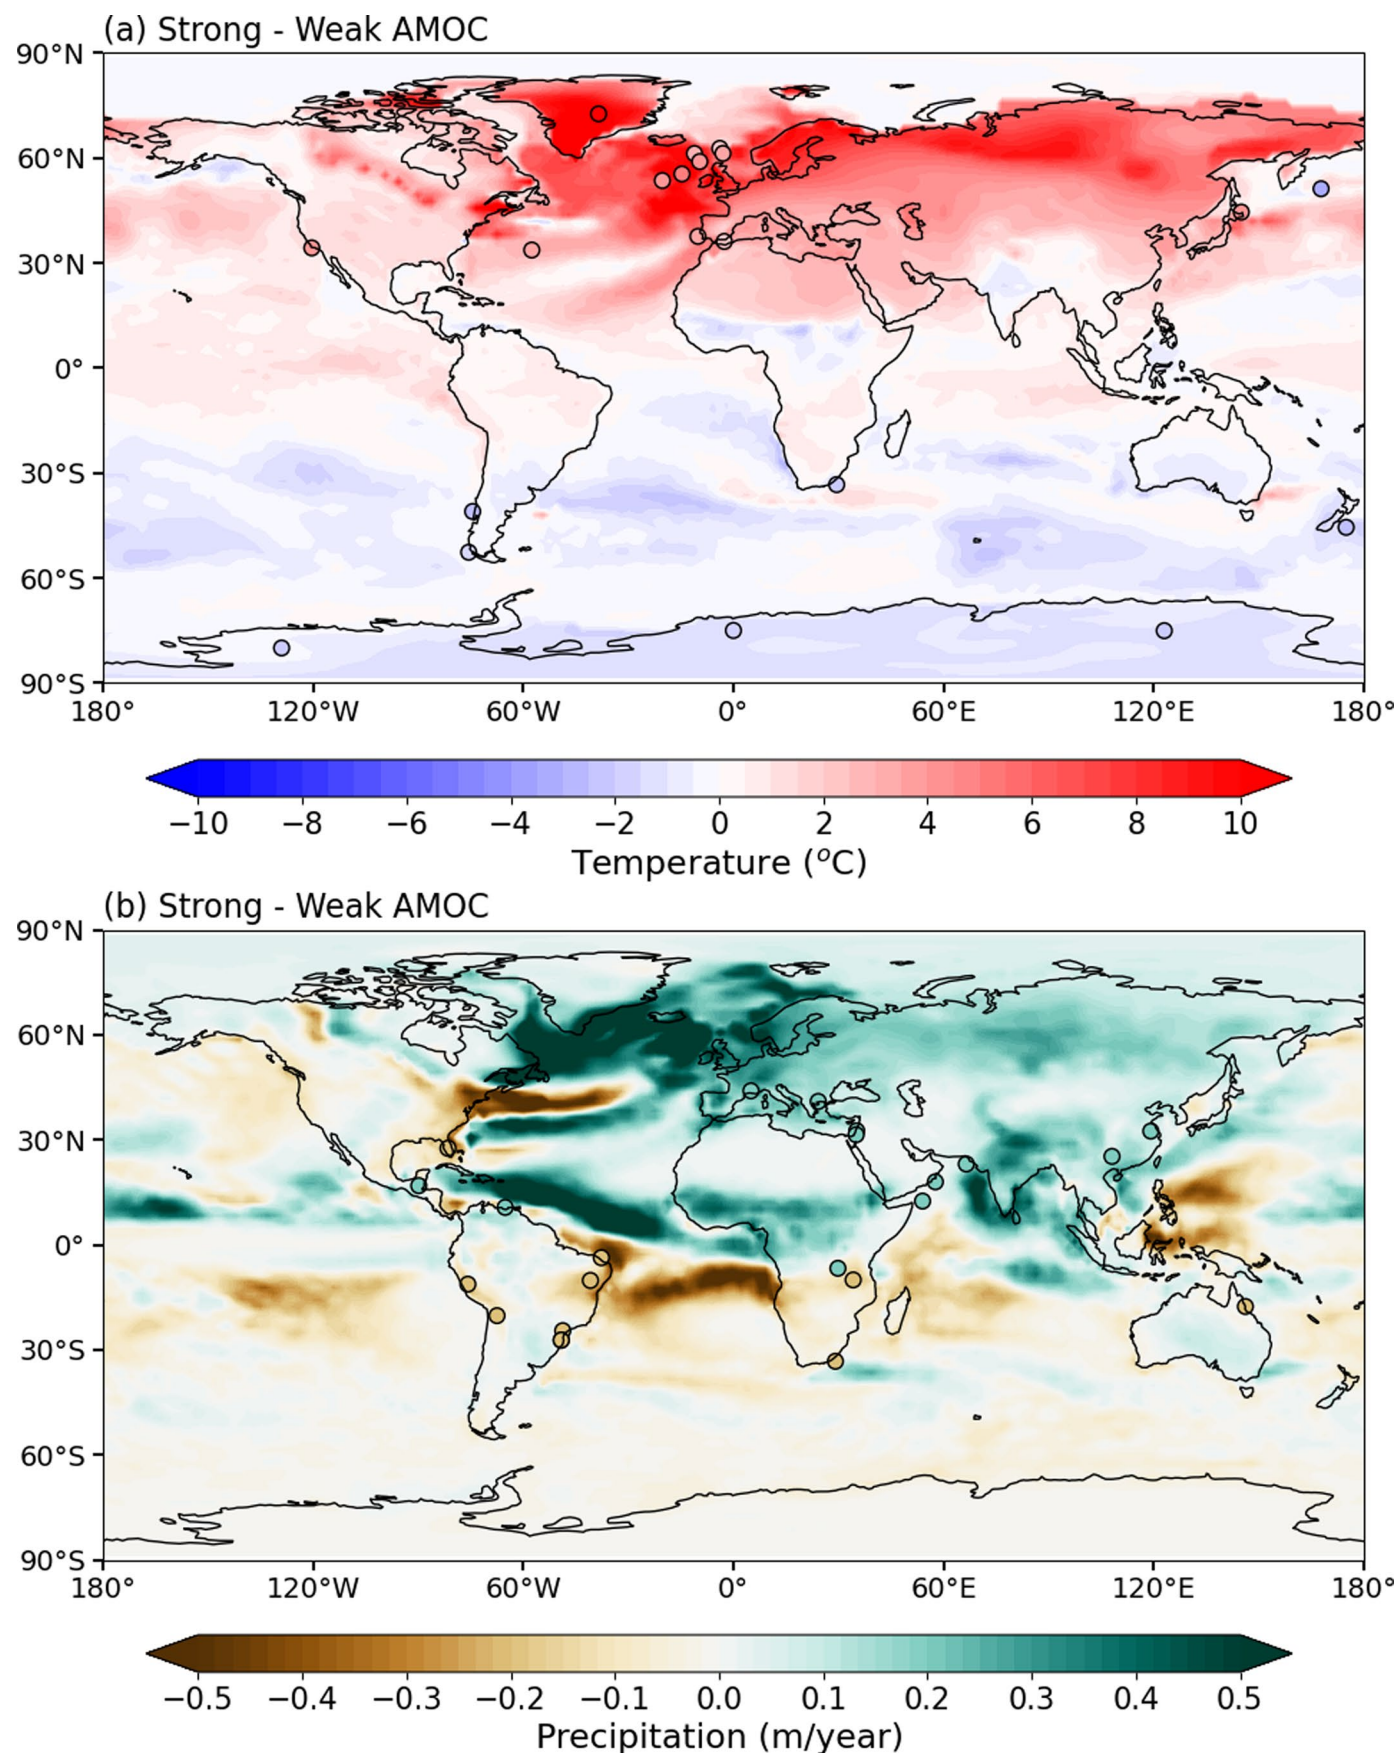 (a) Strong - Weak AMOC
90°N
60°N
30°N
0°
30°S
60°S
90°S
180° 120°W 60°W 0° 60°E 120°E 180°
−10 −8 −6 −4 −2 0 2 4 6 8 10
Temperature (°C)
(b) Strong - Weak AMOC
90°N
60°N
30°N
0°
30°S
60°S
90°S
180° 120°W 60°W 0° 60°E 120°E 180°
−0.5 −0.4 −0.3 −0.2 −0.1 0.0 0.1 0.2 0.3 0.4 0.5
Precipitation (m/year)